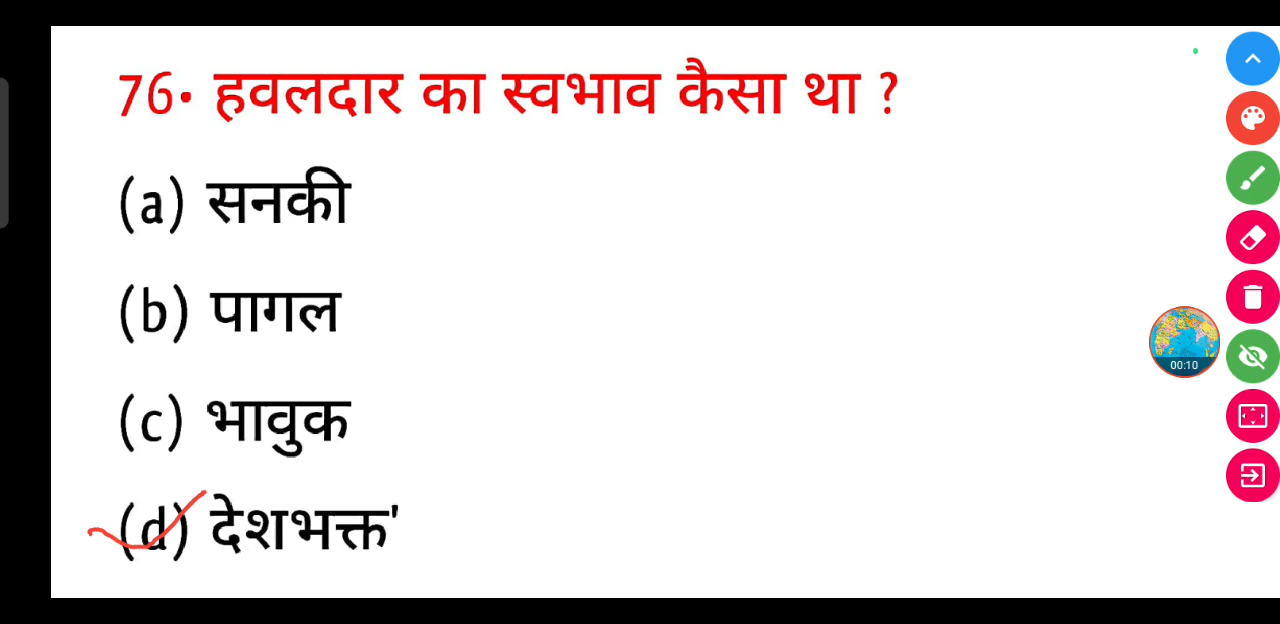 76• हवलदार का स्वभाव कैसा था ?
(a) सनकी
(b) पागल
(c) भावुक
(d) देशभक्त'
00:10